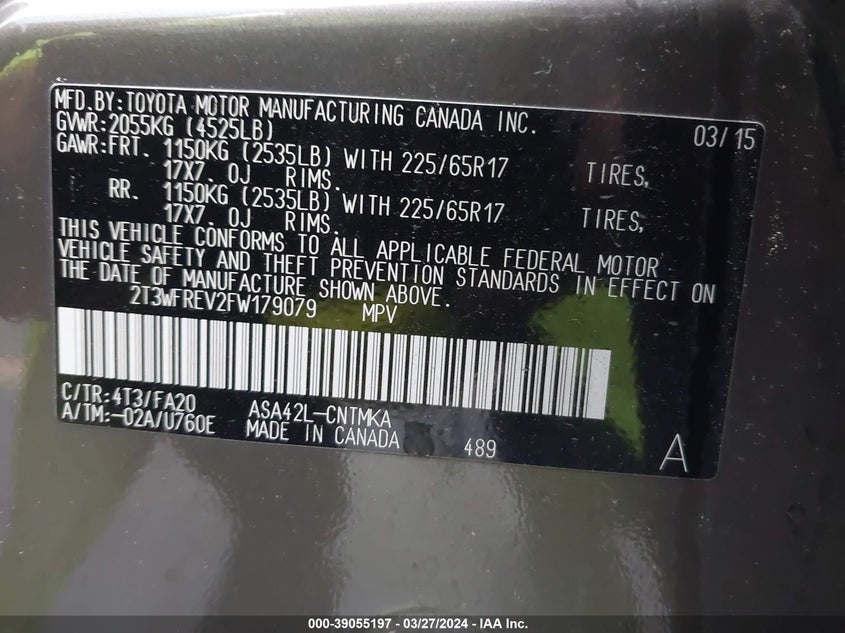 MFD.BY:TOYOTA MOTOR MANUFACTURING CANADA INC. 03/15
GVWR:2055KG (4525LB)
GAWR:FRT. 1150KG (2535LB) WITH 225/65R17 TIRES,
17X7. 0J RIMS.
RR. 1150KG (2535LB) WITH 225/65R17 TIRES,
17X7. 0J RIMS.
THIS VEHICLE CONFORMS TO ALL APPLICABLE FEDERAL MOTOR
VEHICLE SAFETY AND THEFT PREVENTION STANDARDS IN EFFECT ON
THE DATE OF MANUFACTURE SHOWN ABOVE.
2T3WFREV2FW179079 MPV
C/TR:4T3/FA20 ASA42L-CNTMKA
A/TM:-02A/U760E MADE IN CANADA 489 A
000-39055197 - 03/27/2024 - IAA Inc.